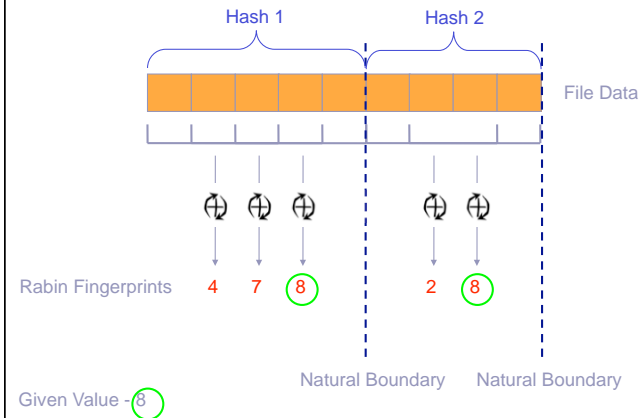 Hash 1 Hash 2
File Data
Rabin Fingerprints 4 7 8 2 8
Natural Boundary Natural Boundary
Given Value - 8